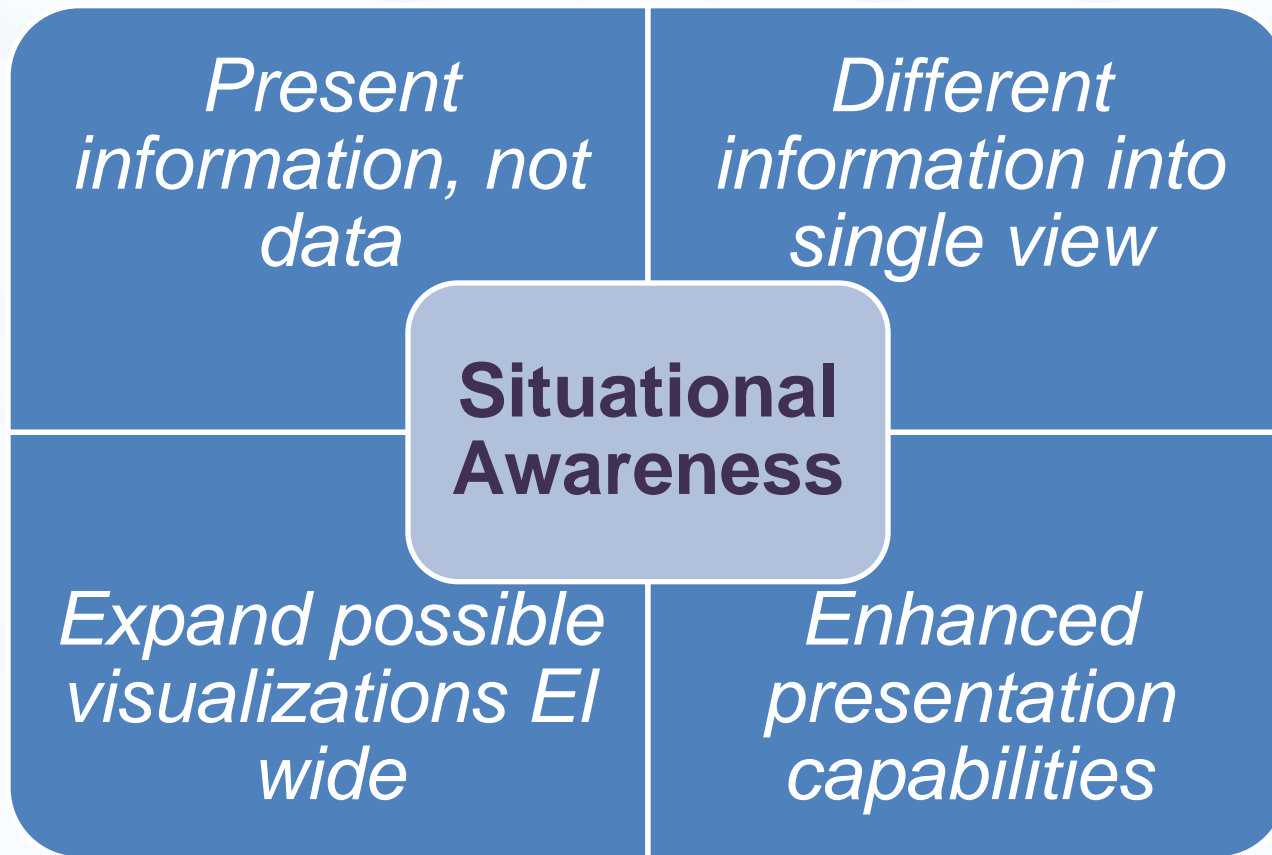 Present
information, not
data
Different
information into
single view
Situational
Awareness
Expand possible
visualizations EI
wide
Enhanced
presentation
capabilities